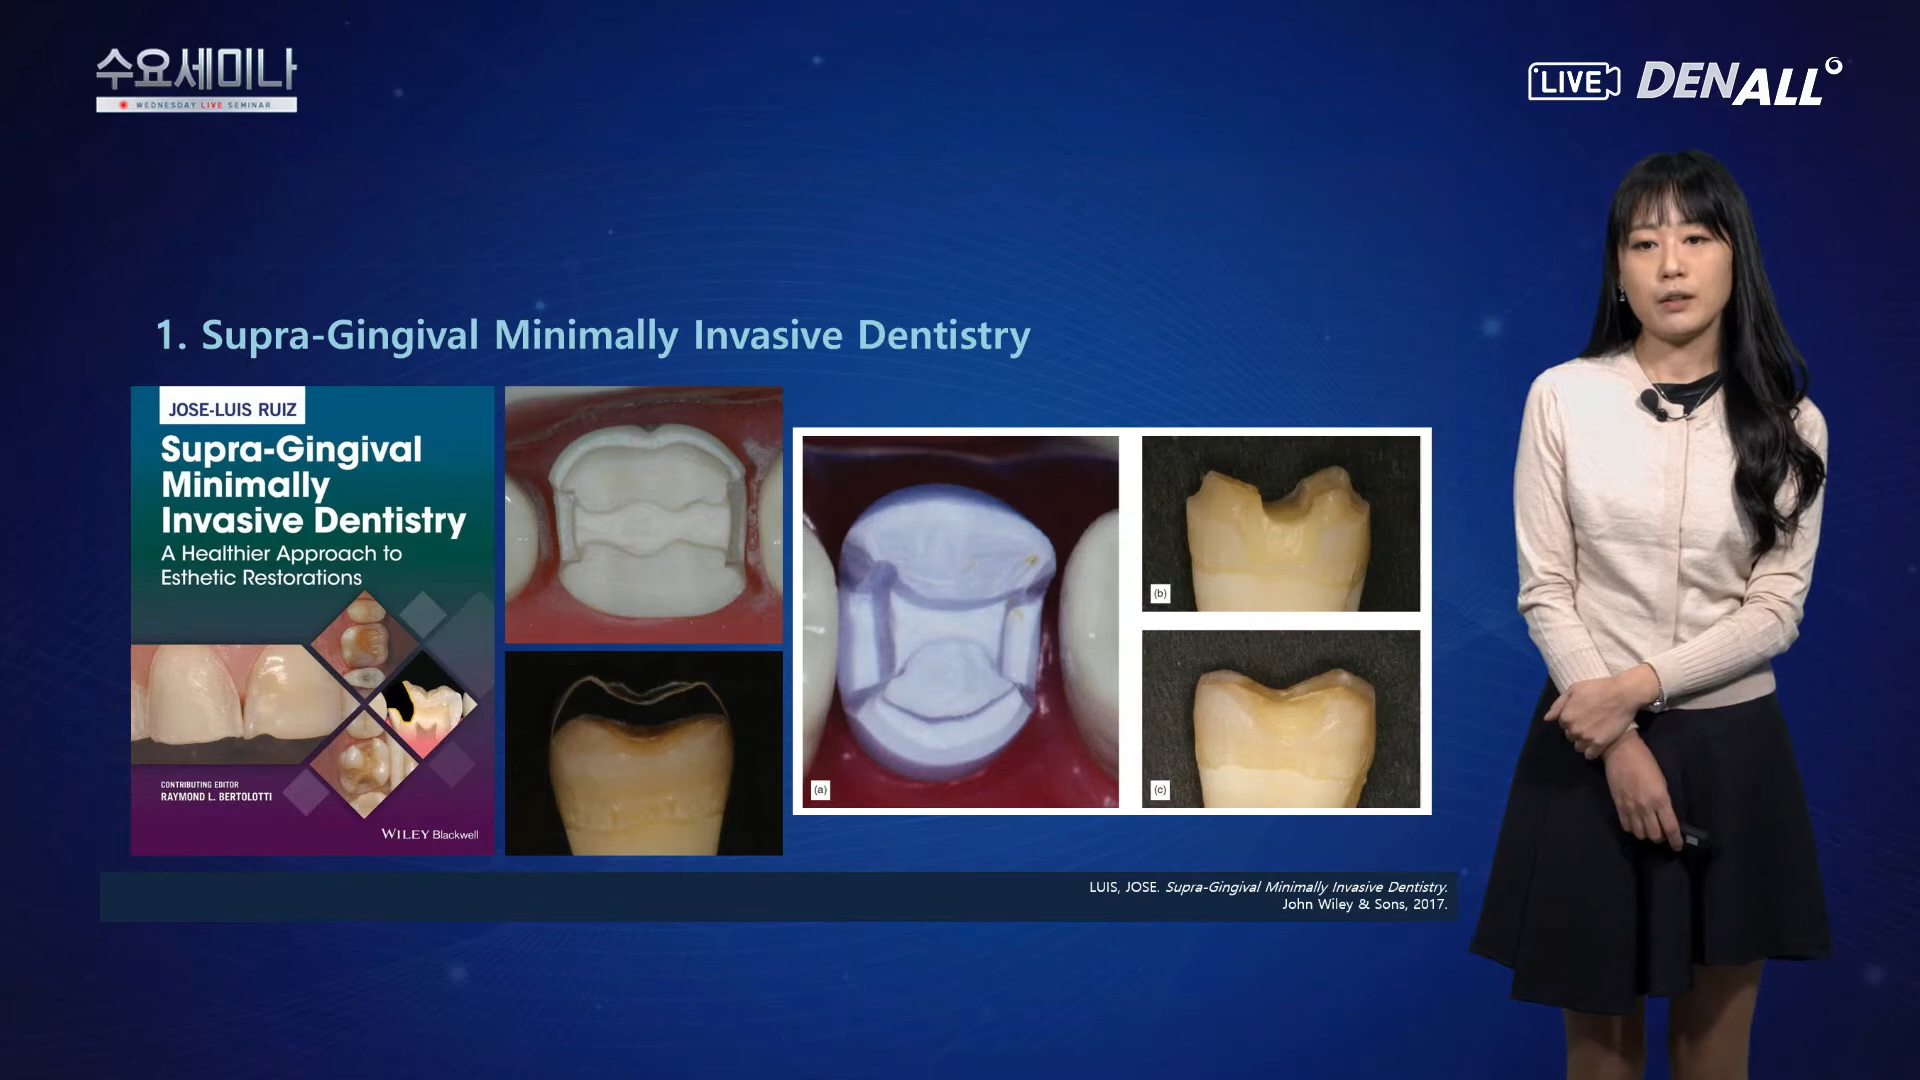 수요세미나
WEDNESDAY LIVE SEMINAR
LIVE DENALL
1. Supra-Gingival Minimally Invasive Dentistry
JOSE-LUIS RUIZ
Supra-Gingival
Minimally
Invasive Dentistry
A Healthier Approach to
Esthetic Restorations
CONTRIBUTING EDITOR
RAYMOND L. BERTOLOTTI
WILEY Blackwell
(a)
(b)
(c)
LUIS, JOSE. Supra-Gingival Minimally Invasive Dentistry.
John Wiley & Sons, 2017.